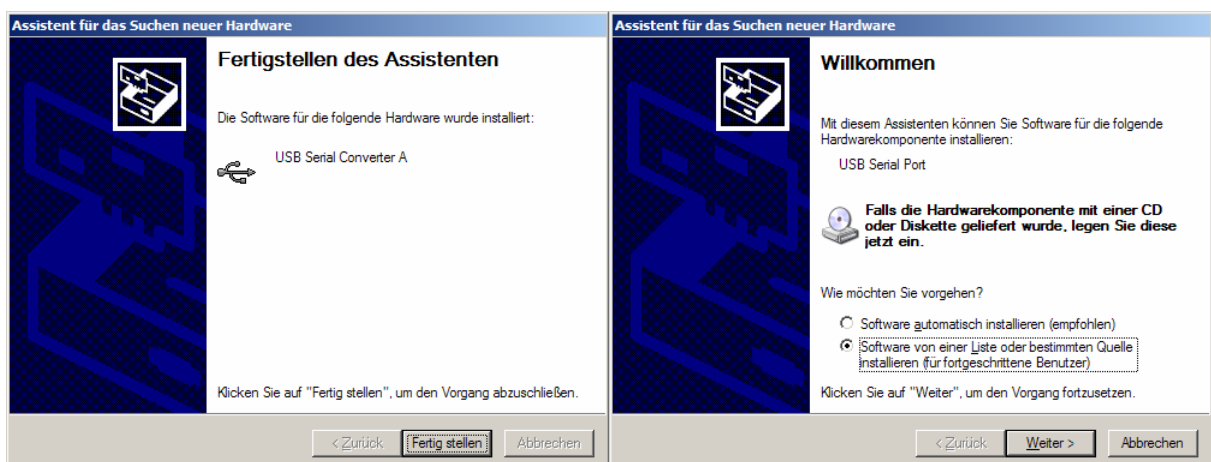 Assistent für das Suchen neuer Hardware
Fertigstellen des Assistenten
Die Software für die folgende Hardware wurde installiert:
USB Serial Converter A
Klicken Sie auf "Fertig stellen", um den Vorgang abzuschließen.
< Zurück
Fertig stellen
Abbrechen
Assistent für das Suchen neuer Hardware
Willkommen
Mit diesem Assistenten können Sie Software für die folgende
Hardwarekomponente installieren:
USB Serial Port
Falls die Hardwarekomponente mit einer CD
oder Diskette geliefert wurde, legen Sie diese
jetzt ein.
Wie möchten Sie vorgehen?
Software automatisch installieren (empfohlen)
Software von einer Liste oder bestimmten Quelle
installieren (für fortgeschrittene Benutzer)
Klicken Sie auf "Weiter", um den Vorgang fortzusetzen.
< Zurück
Weiter >
Abbrechen